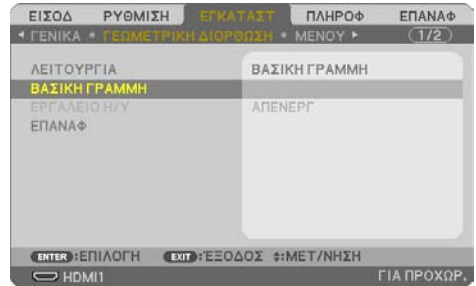 ΕΙΣΟΔ ΡΥΘΜΙΣΗ ΕΓΚΑΤΑΣΤ ΠΛΗΡΟΦ ΕΠΑΝΑΦ
◂ ΓΕΝΙΚΑ • ΓΕΩΜΕΤΡΙΚΗ ΔΙΟΡΘΩΣΗ • ΜΕΝΟΥ ▸ (1/2)
ΛΕΙΤΟΥΡΓΙΑ ΒΑΣΙΚΗ ΓΡΑΜΜΗ
ΒΑΣΙΚΗ ΓΡΑΜΜΗ
ΕΡΓΑΛΕΙΟ Η/Υ ΑΠΕΝΕΡΓ
ΕΠΑΝΑΦ
ENTER :ΕΠΙΛΟΓΗ EXIT :ΈΞΟΔΟΣ ⬍:ΜΕΤ/ΝΗΣΗ
HDMI1 ΓΙΑ ΠΡΟΧΩΡ.